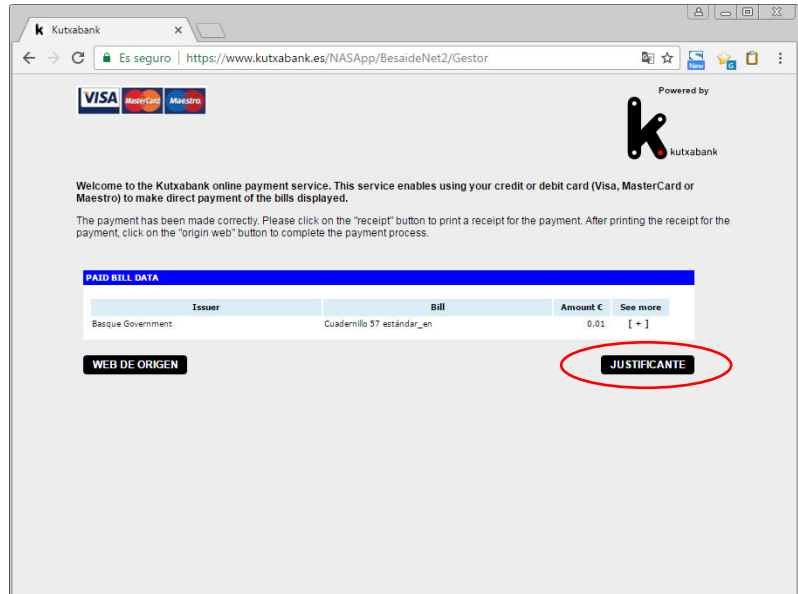 k Kutxabank
Es seguro | https://www.kutxabank.es/NASApp/BesaideNet2/Gestor
New
G
VISA MasterCard Maestro
Powered by
k
kutxabank
Welcome to the Kutxabank online payment service. This service enables using your credit or debit card (Visa, MasterCard or
Maestro) to make direct payment of the bills displayed.
The payment has been made correctly. Please click on the "receipt" button to print a receipt for the payment. After printing the receipt for the
payment, click on the "origin web" button to complete the payment process.
PAID BILL DATA
Issuer Bill Amount € See more
Basque Government Cuadernillo 57 estándar_en 0,01 [ + ]
WEB DE ORIGEN JUSTIFICANTE